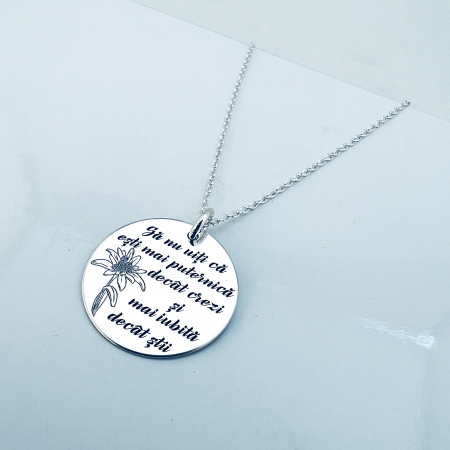 Să nu uiți că
ești mai puternică
decât crezi
și
mai iubită
decât știi